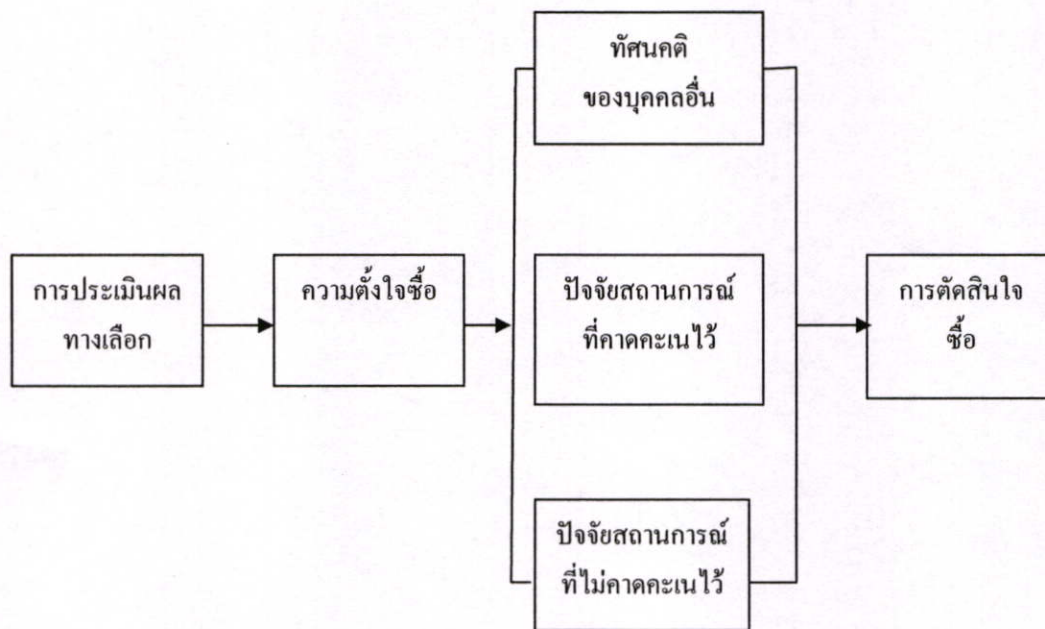 การประเมินผล
ทางเลือก
ความตั้งใจซื้อ
ทัศนคติ
ของบุคคลอื่น
ปัจจัยสถานการณ์
ที่คาดคะเนไว้
ปัจจัยสถานการณ์
ที่ไม่คาดคะเนไว้
การตัดสินใจ
ซื้อ